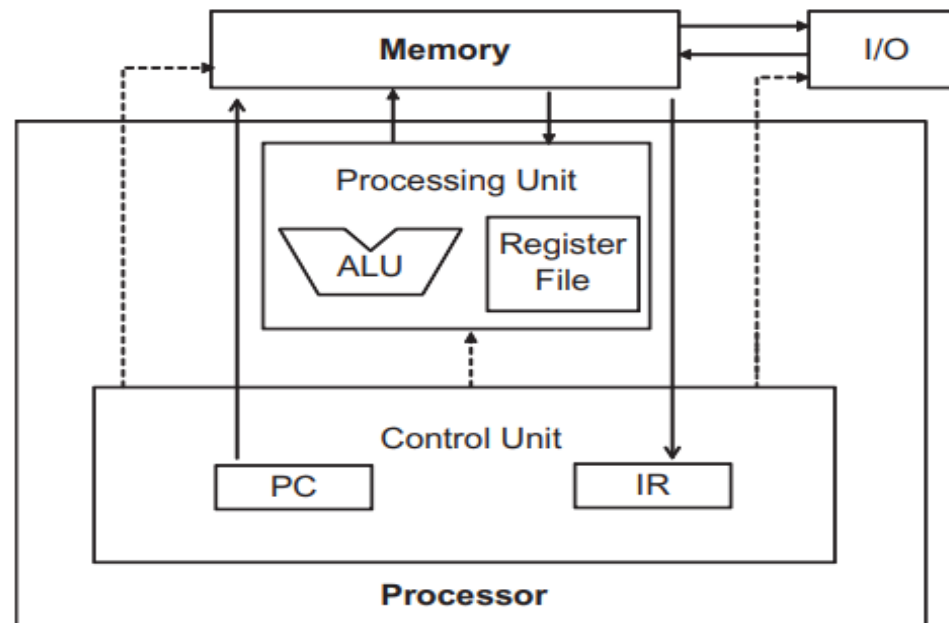 Memory
I/O
Processing Unit
ALU
Register
File
Control Unit
PC
IR
Processor